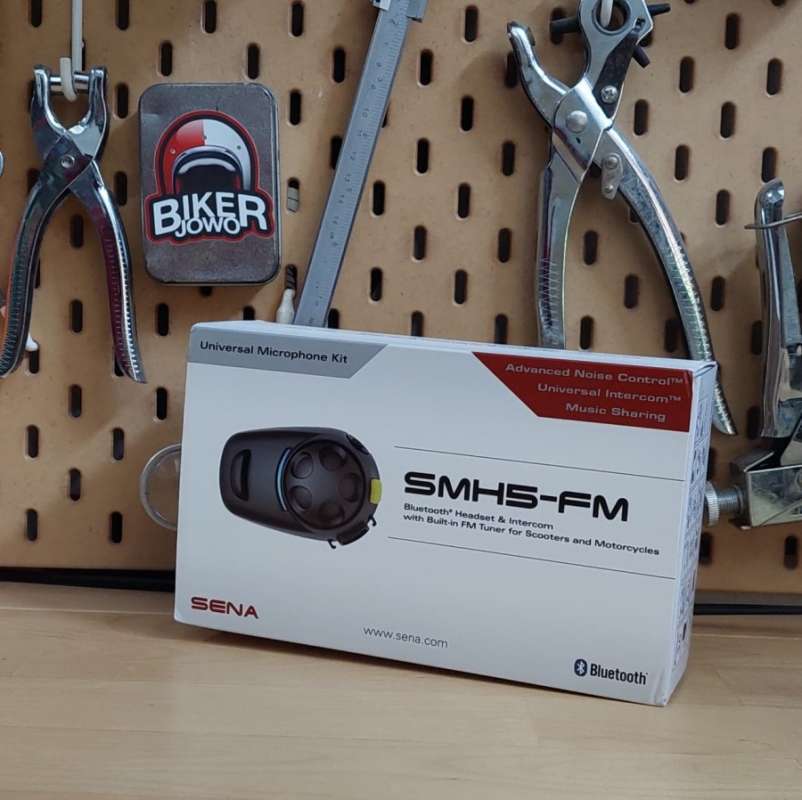 BIKER
JOWO
Universal Microphone Kit
Advanced Noise Control™
Universal Intercom™
Music Sharing
SMH5-FM
Bluetooth® Headset & Intercom
with Built-in FM Tuner for Scooters and Motorcycles
SENA
www.sena.com
Bluetooth®